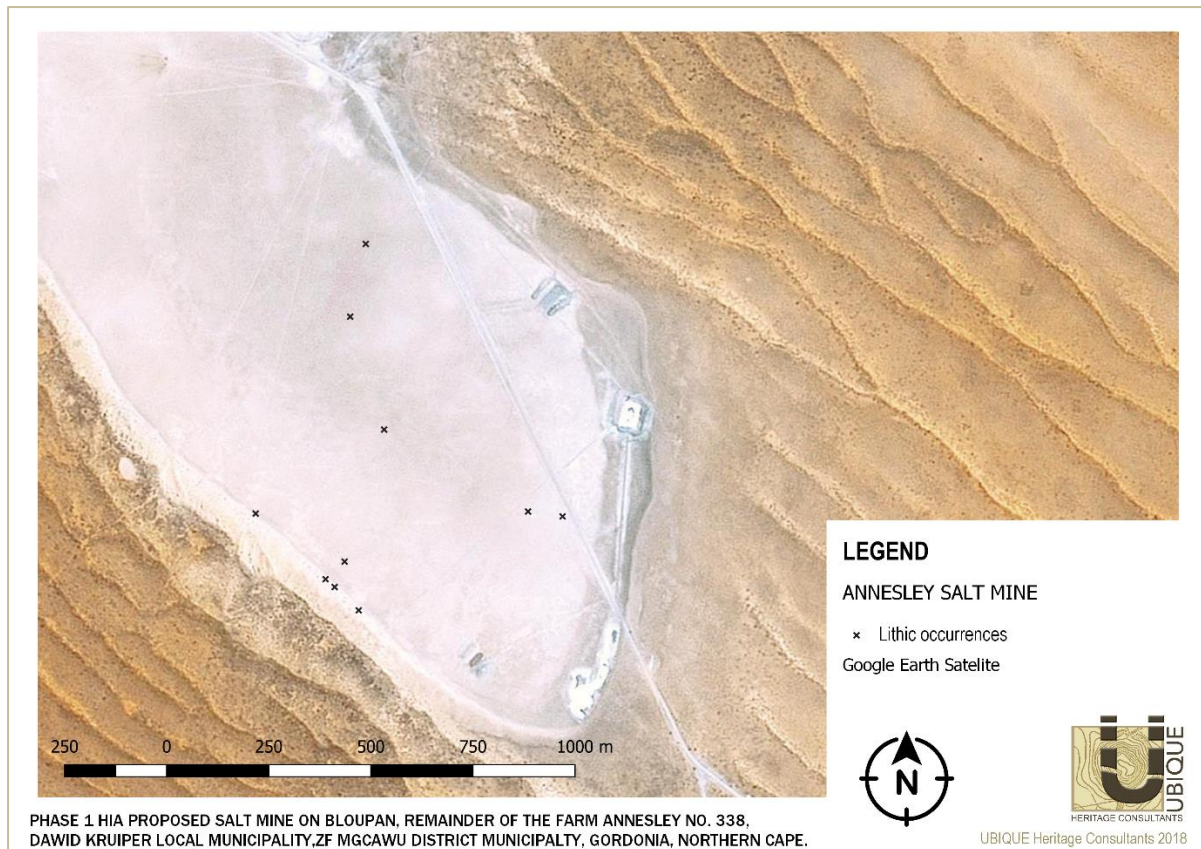 LEGEND
ANNESLEY SALT MINE
× Lithic occurrences
Google Earth Satelite
250 0 250 500 750 1000 m
N
UBIQUE
HERITAGE CONSULTANTS
PHASE 1 HIA PROPOSED SALT MINE ON BLOUPAN, REMAINDER OF THE FARM ANNESLEY NO. 338,
DAWID KRUIPER LOCAL MUNICIPALITY,ZF MGCAWU DISTRICT MUNICIPALTY, GORDONIA, NORTHERN CAPE.
UBIQUE Heritage Consultants 2018